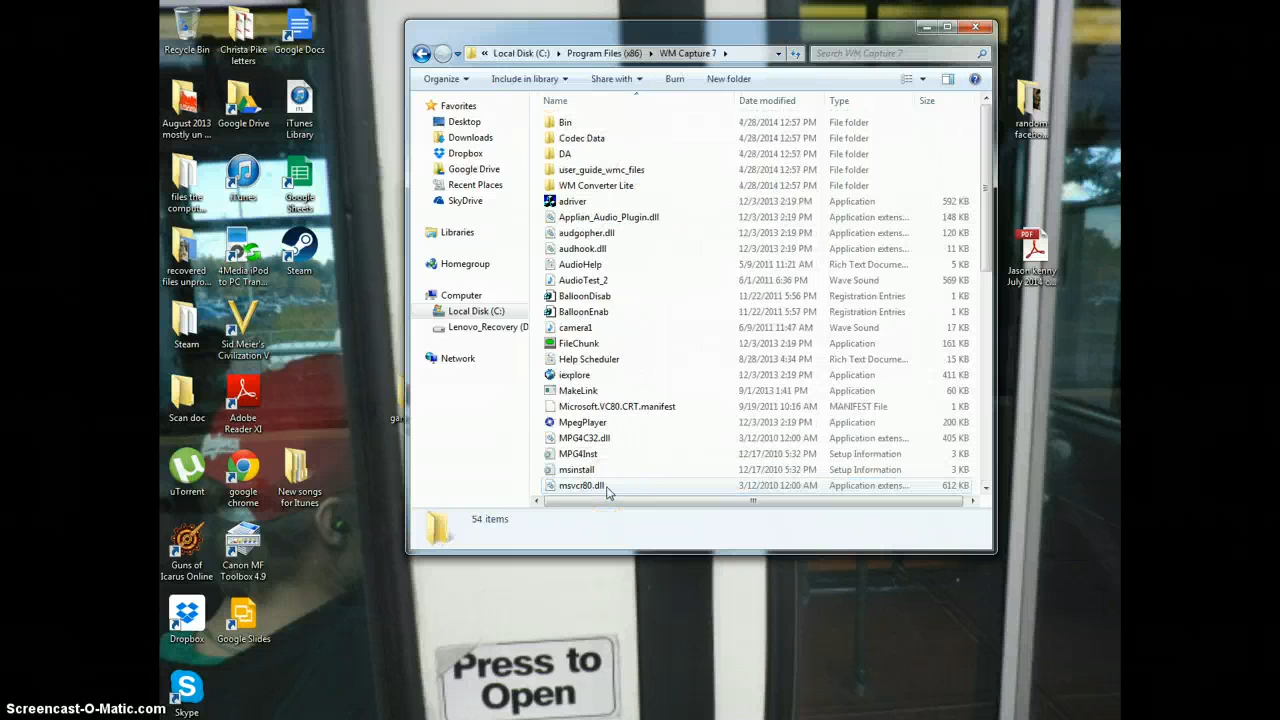 Recycle Bin
Christa Pike
letters
Google Docs
August 2013
mostly un ...
Google Drive
iTunes
Library
files the
comput...
iTunes
Google
Sheets
recovered
files unpro...
4Media iPod
to PC Tran...
Steam
Steam
Sid Meier's
Civilization V
Scan doc
Adobe
Reader XI
uTorrent
google
chrome
New songs
for Itunes
Guns of
Icarus Online
Canon MF
Toolbox 4.9
Dropbox
Google Slides
Skype
« Local Disk (C:) Program Files (x86) WM Capture 7
Search WM Capture 7
Organize Include in library Share with Burn New folder
Favorites
Desktop
Downloads
Dropbox
Google Drive
Recent Places
SkyDrive
Libraries
Homegroup
Computer
Local Disk (C:)
Lenovo_Recovery (D
Network
Name Date modified Type Size
Bin 4/28/2014 12:57 PM File folder
Codec Data 4/28/2014 12:57 PM File folder
DA 4/28/2014 12:57 PM File folder
user_guide_wmc_files 4/28/2014 12:57 PM File folder
WM Converter Lite 4/28/2014 12:57 PM File folder
adriver 12/3/2013 2:19 PM Application 592 KB
Applian_Audio_Plugin.dll 12/3/2013 2:19 PM Application extens... 148 KB
audgopher.dll 12/3/2013 2:19 PM Application extens... 120 KB
audhook.dll 12/3/2013 2:19 PM Application extens... 11 KB
AudioHelp 5/9/2011 11:21 AM Rich Text Docume... 5 KB
AudioTest_2 6/1/2011 6:36 PM Wave Sound 569 KB
BalloonDisab 11/22/2011 5:56 PM Registration Entries 1 KB
BalloonEnab 11/22/2011 5:57 PM Registration Entries 1 KB
camera1 6/9/2011 11:47 AM Wave Sound 17 KB
FileChunk 12/3/2013 2:19 PM Application 161 KB
Help Scheduler 8/28/2013 4:34 PM Rich Text Docume... 15 KB
iexplore 12/3/2013 2:19 PM Application 411 KB
MakeLink 9/1/2013 1:41 PM Application 60 KB
Microsoft.VC80.CRT.manifest 9/19/2011 10:16 AM MANIFEST File 1 KB
MpegPlayer 12/3/2013 2:19 PM Application 200 KB
MPG4C32.dll 3/12/2010 12:00 AM Application extens... 405 KB
MPG4Inst 12/17/2010 5:32 PM Setup Information 3 KB
msinstall 12/17/2010 5:32 PM Setup Information 3 KB
msvcr80.dll 3/12/2010 12:00 AM Application extens... 612 KB
54 items
random
facebo...
PDF
Jason kenny
July 2014 c...
Press to
Open
Screencast-O-Matic.com